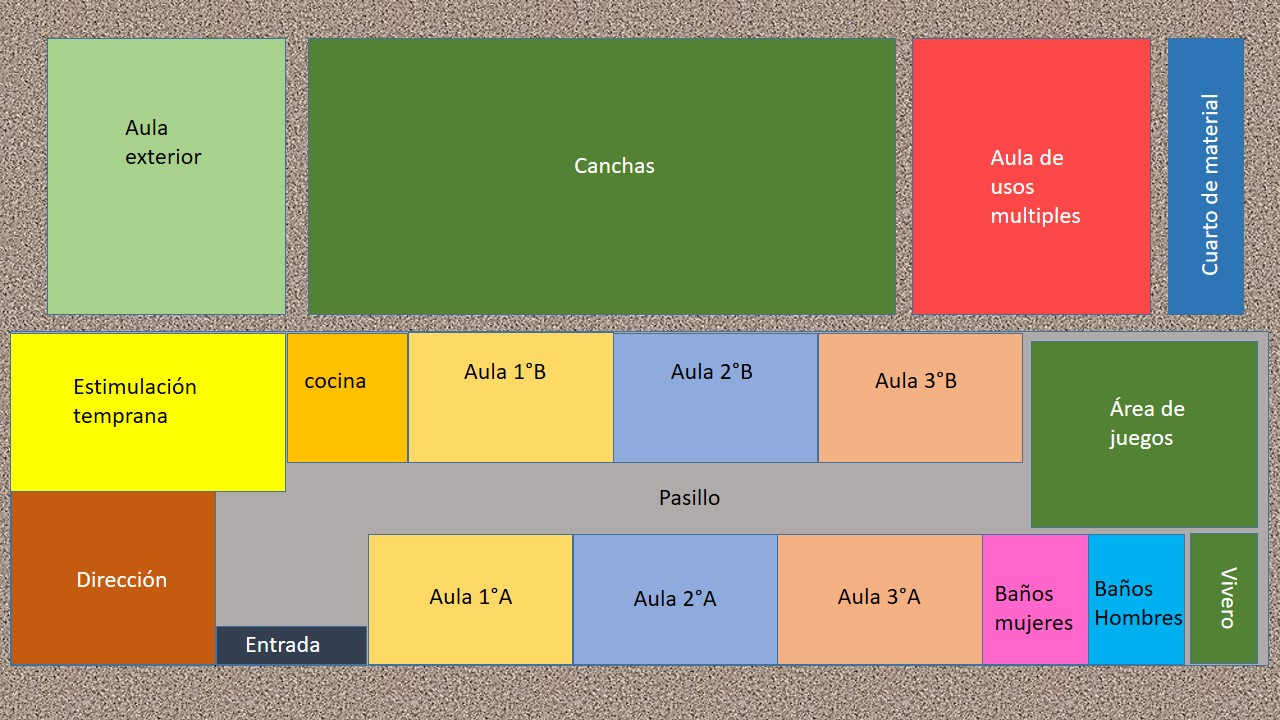 Aula
exterior
Canchas
Aula de
usos
multiples
Cuarto de material
Estimulación
temprana
cocina
Aula 1°B
Aula 2°B
Aula 3°B
Área de
juegos
Pasillo
Dirección
Entrada
Aula 1°A
Aula 2°A
Aula 3°A
Baños
mujeres
Baños
Hombres
Vivero